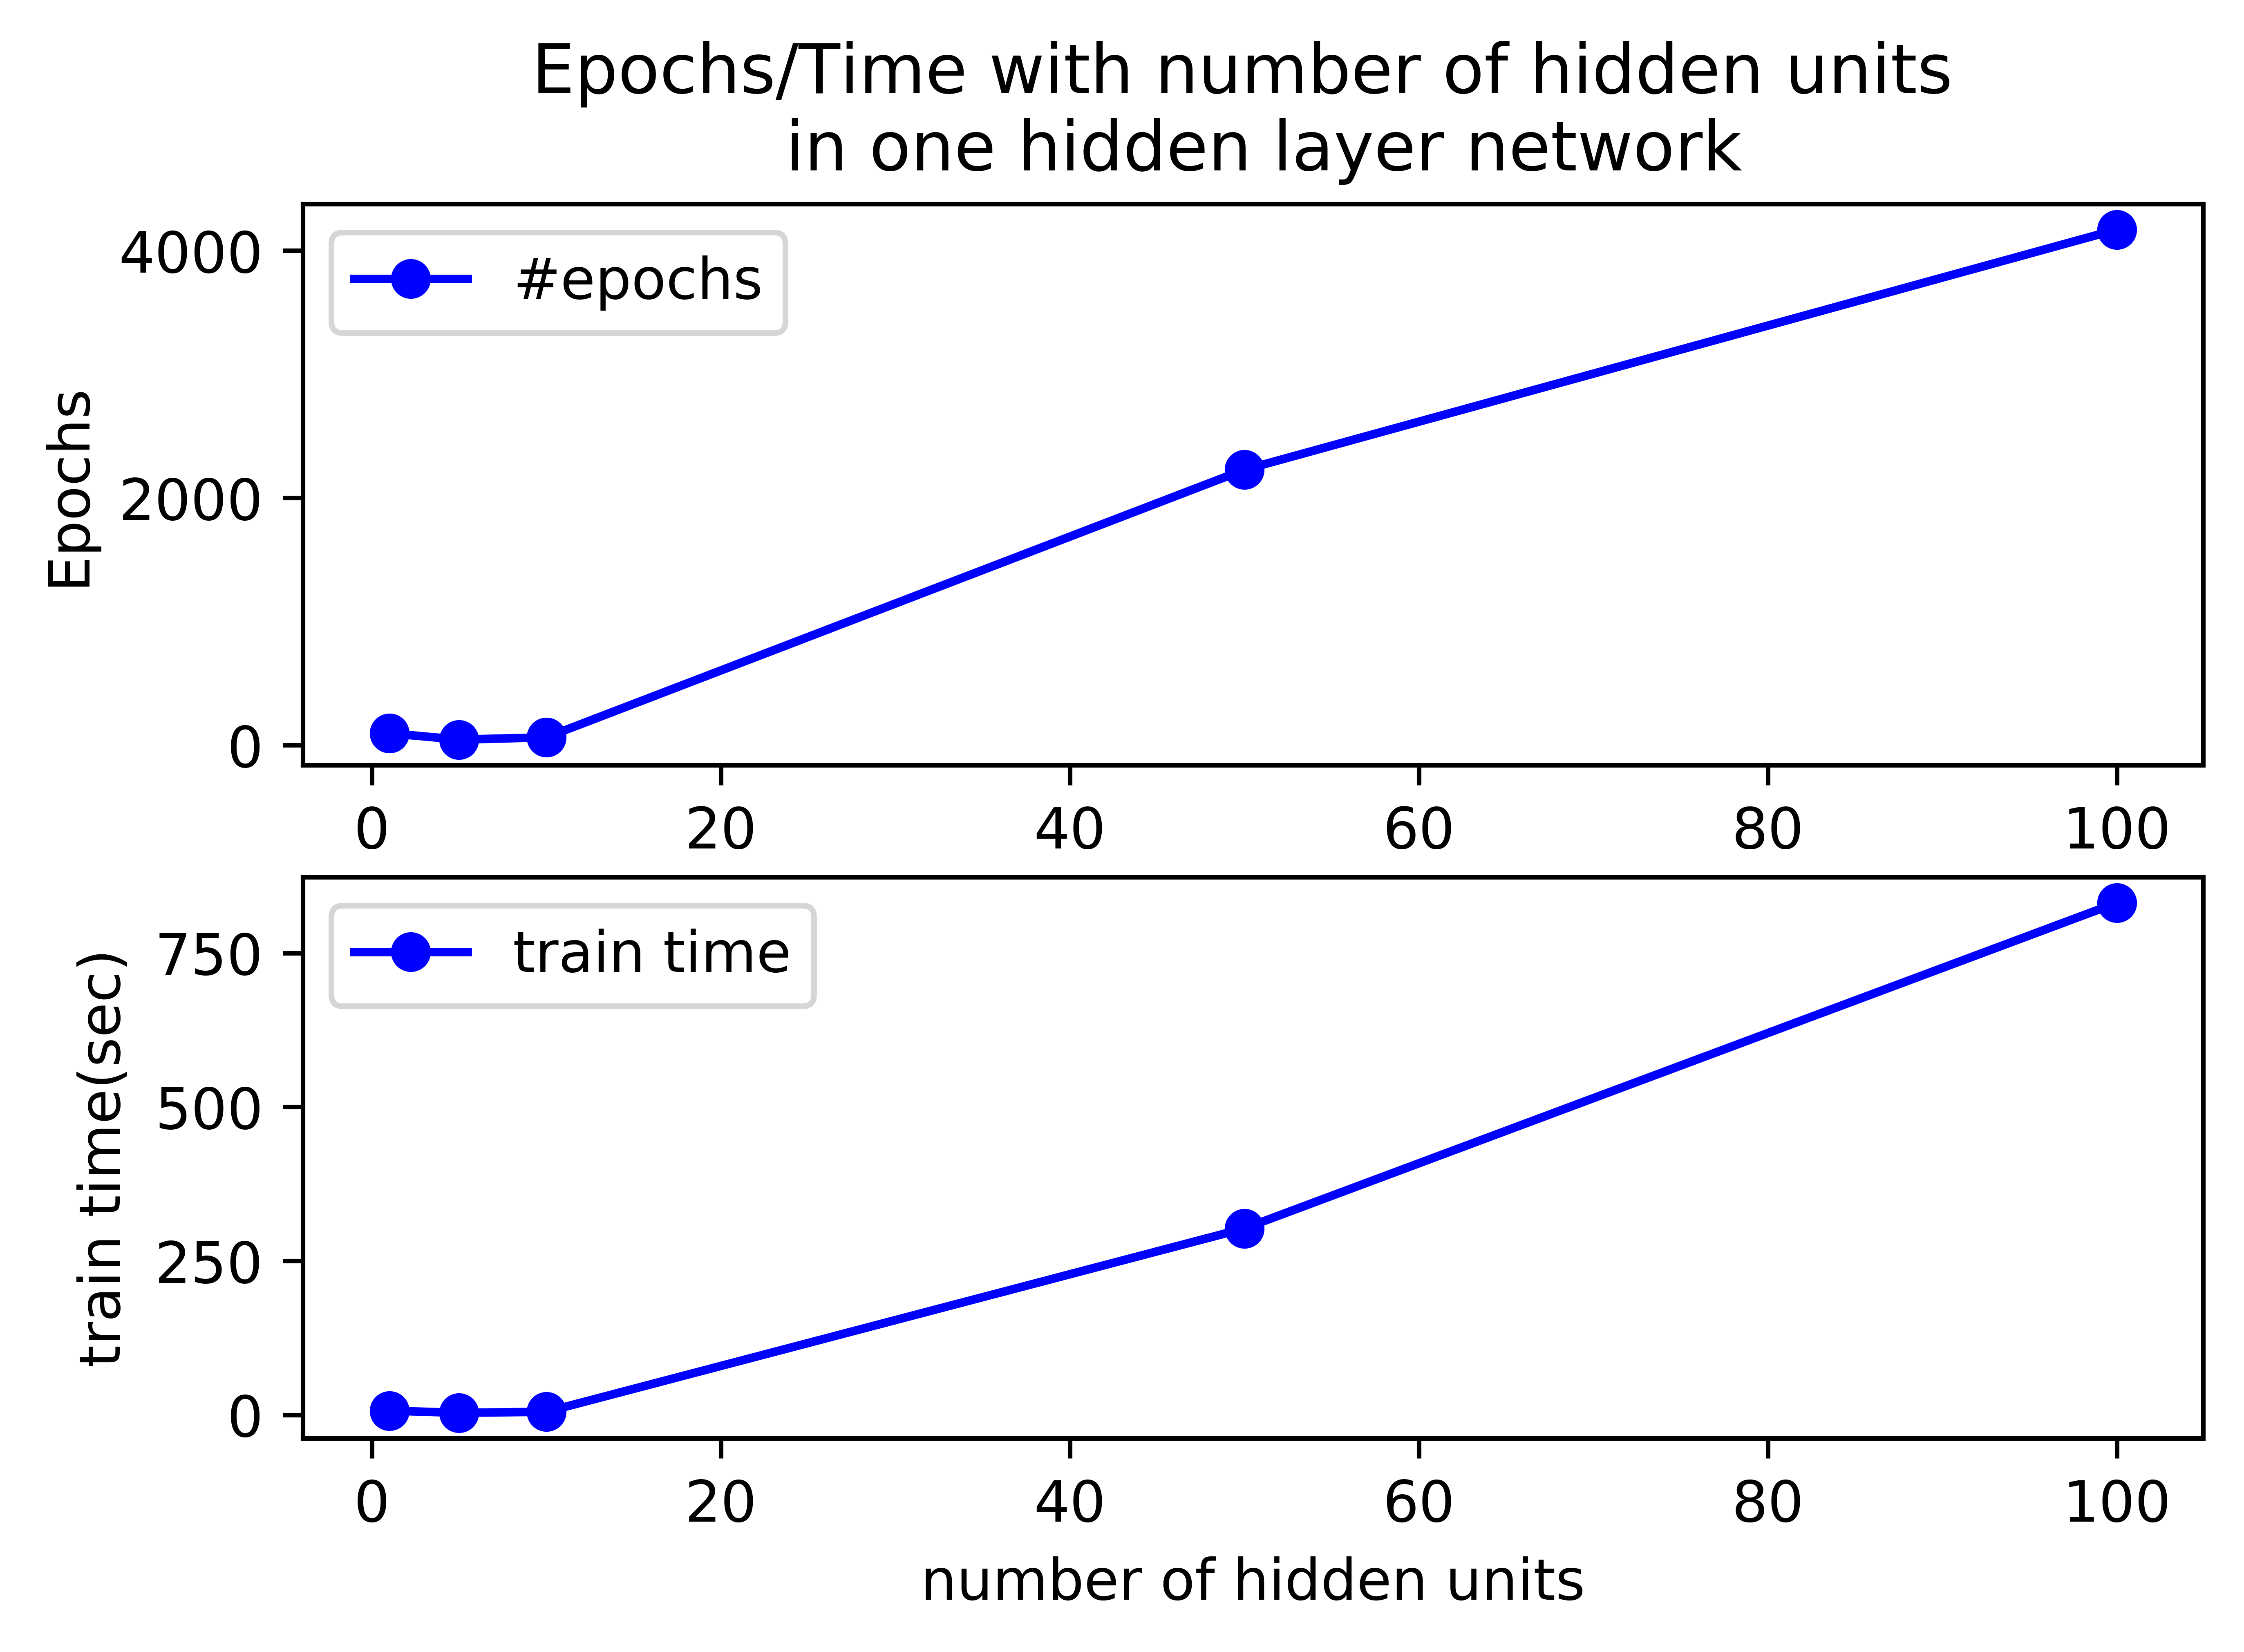 Epochs/Time with number of hidden units
in one hidden layer network
#epochs
Epochs
4000
2000
0
0 20 40 60 80 100
train time
train time(sec)
750
500
250
0
0 20 40 60 80 100
number of hidden units